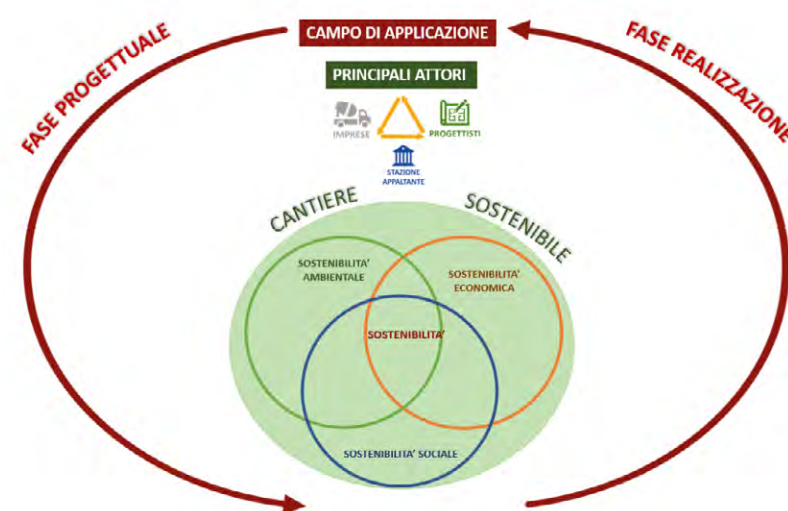 CAMPO DI APPLICAZIONE
FASE PROGETTUALE
FASE REALIZZAZIONE
PRINCIPALI ATTORI
IMPRESE
PROGETTISTI
STAZIONE
APPALTANTE
CANTIERE
SOSTENIBILE
SOSTENIBILITA'
AMBIENTALE
SOSTENIBILITA'
ECONOMICA
SOSTENIBILITA'
SOSTENIBILITA' SOCIALE